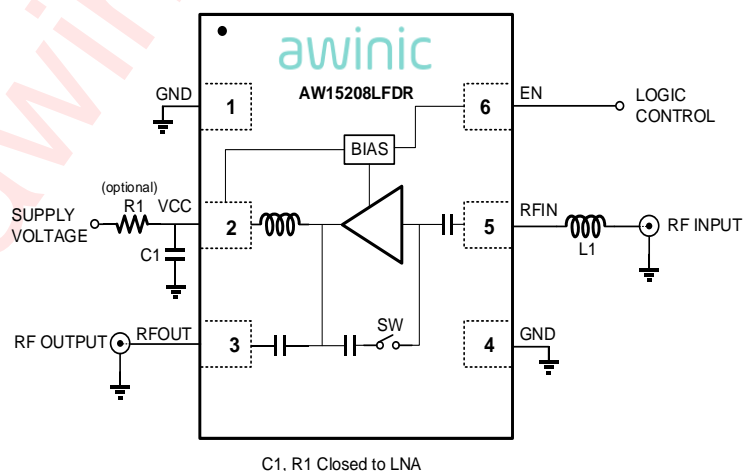 awinic
AW15208LFDR
GND
1
6
EN
LOGIC
CONTROL
BIAS
(optional)
R1
VCC
SUPPLY
VOLTAGE
2
5
RFIN
RF INPUT
C1
L1
SW
RF OUTPUT
RFOUT
3
4
GND
C1, R1 Closed to LNA